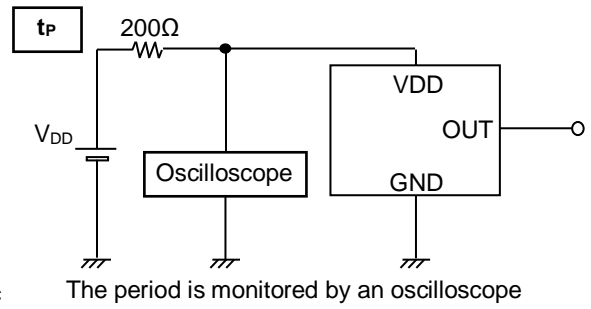 tP
200Ω
VDD
VDD
OUT
Oscilloscope
GND
The period is monitored by an oscilloscope